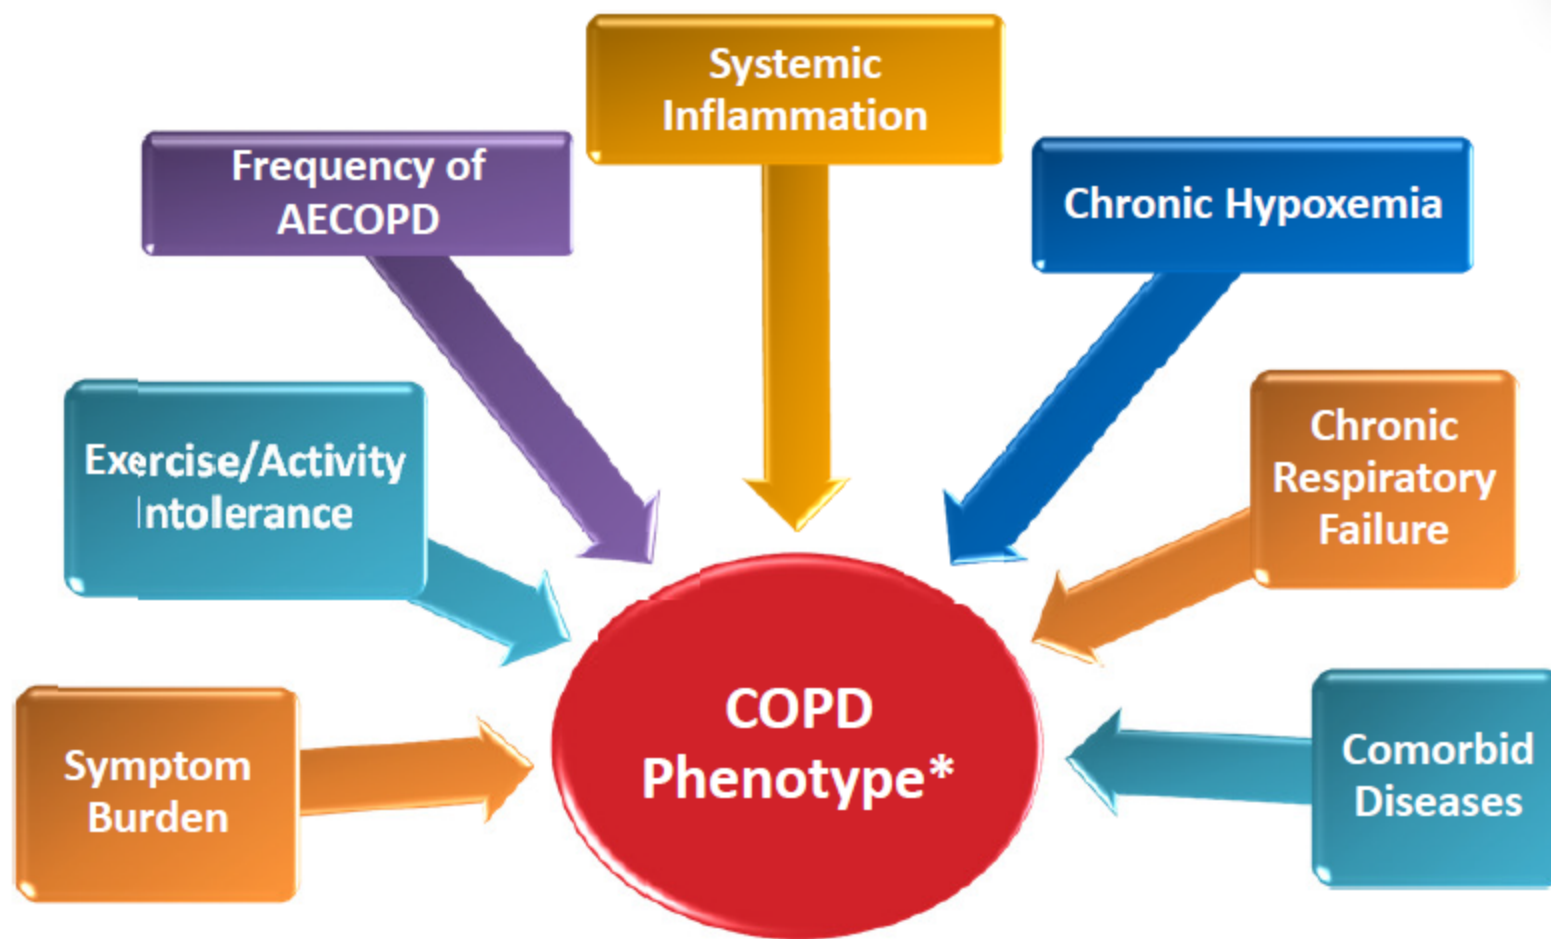 Systemic
Inflammation
Frequency of
AECOPD
Chronic Hypoxemia
Exercise/Activity
Intolerance
Chronic
Respiratory
Failure
Symptom
Burden
COPD
Phenotype*
Comorbid
Diseases